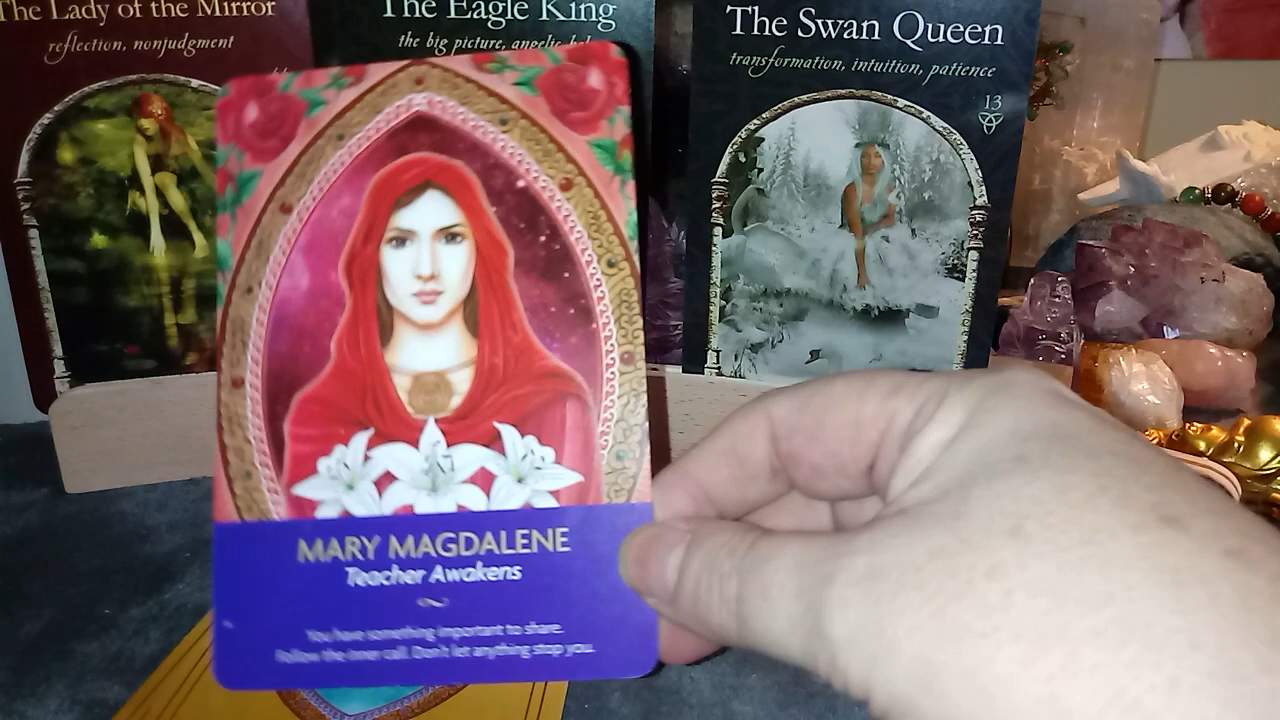 The Lady of the Mirror
reflection, nonjudgment
The Eagle King
the big picture, angelic
The Swan Queen
transformation, intuition, patience
13
MARY MAGDALENE
Teacher Awakens
You have something important to share.
Follow the inner call. Don't let anything stop you.